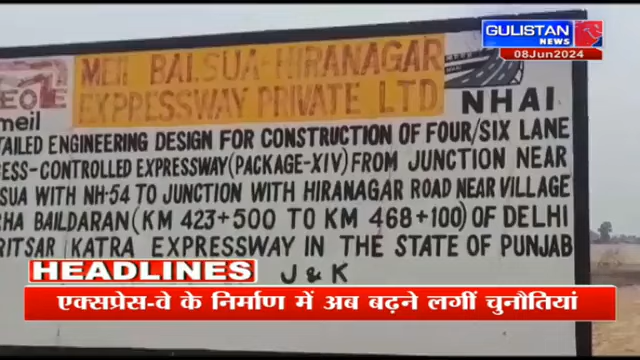 GULISTAN
NEWS
08Jun2024
MEIL BALSUA-HIRANAGAR
EXPPRESSWAY PRIVATE LTD
meil
NHAI
TAILED ENGINEERING DESIGN FOR CONSTRUCTION OF FOUR/SIX LANE
CESS-CONTROLLED EXPRESSWAY(PACKAGE-XIV) FROM JUNCTION NEAR
SUA WITH NH-54 TO JUNCTION WITH HIRANAGAR ROAD NEAR VILLAGE
HA BAILDARAN(KM 423+500 TO KM 468+100) OF DELHI
RITSAR KATRA EXPRESSWAY IN THE STATE OF PUNJAB
J & K
HEADLINES
एक्सप्रेस-वे के निर्माण में अब बढ़ने लगीं चुनौतियां